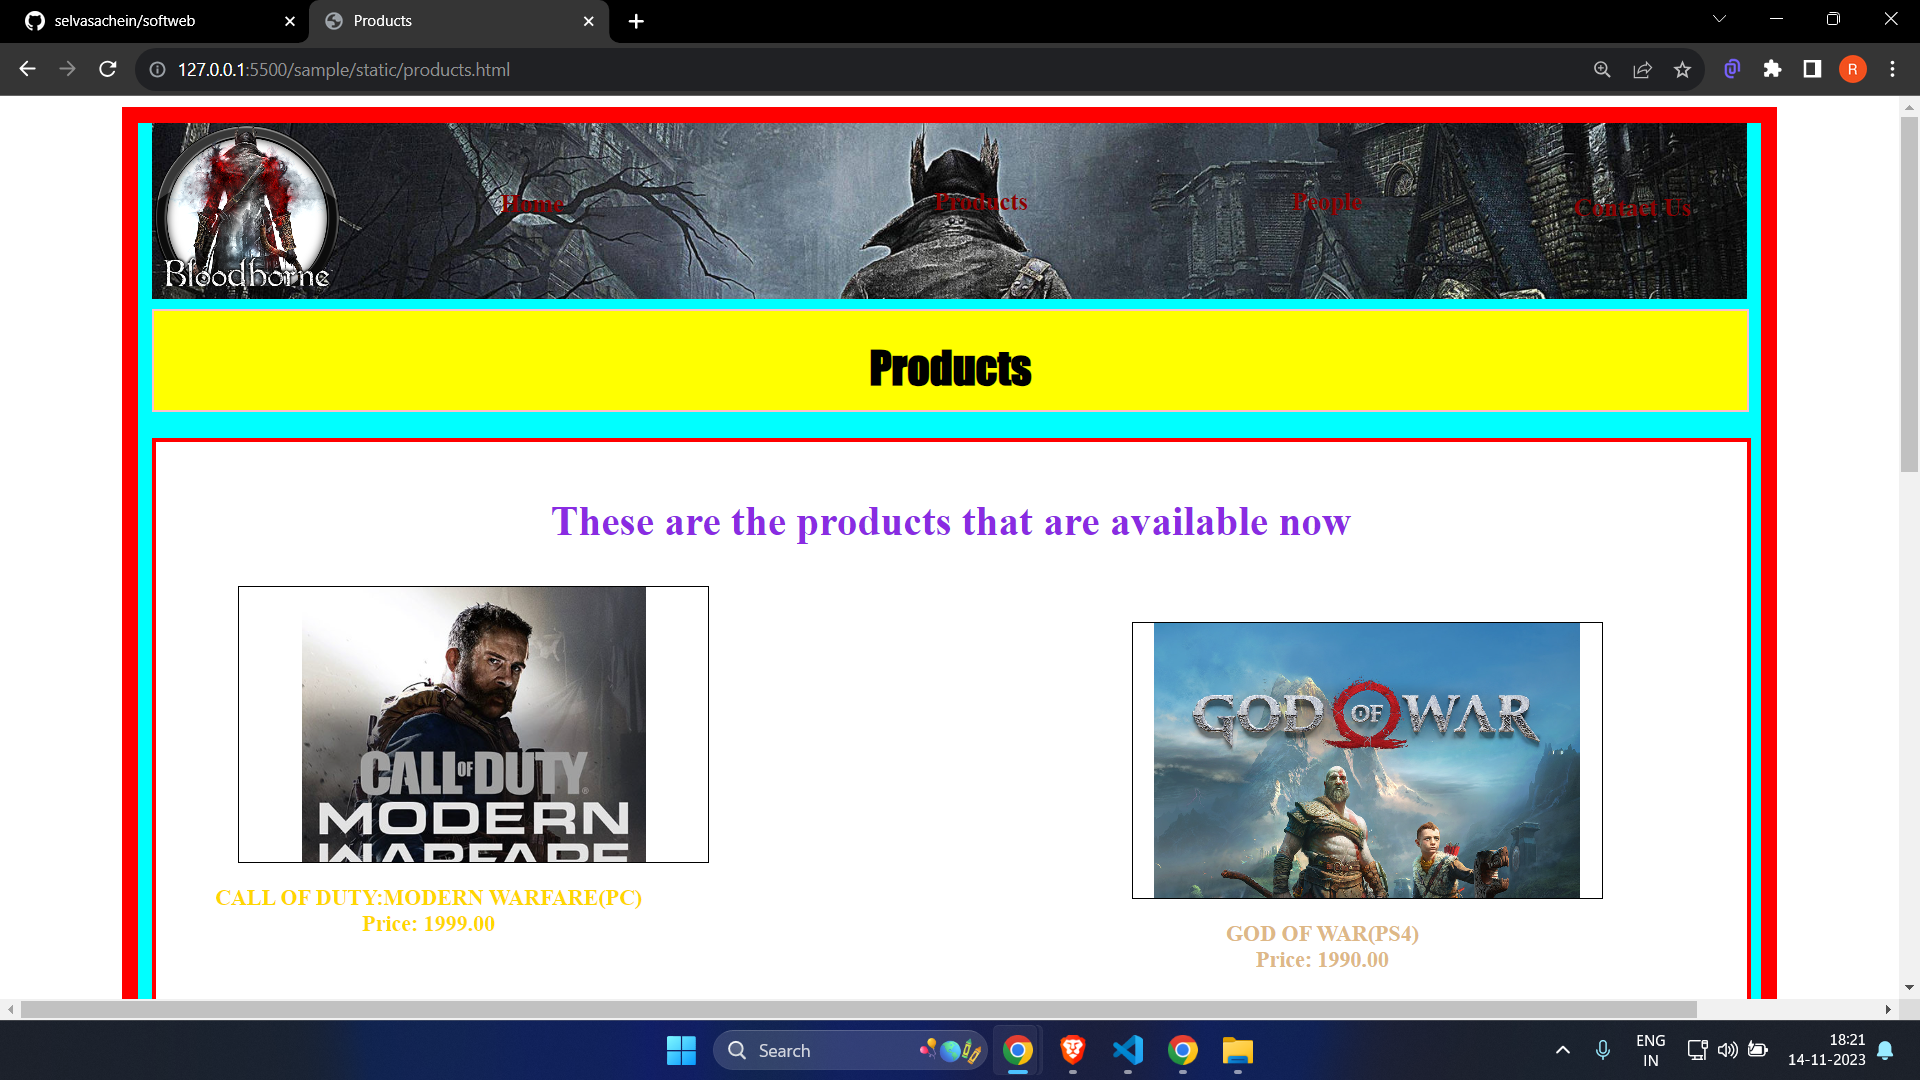 selvasachein/softweb
Products
127.0.0.1:5500/sample/static/products.html
R
Bloodborne
Home
Products
People
Contact Us
Products
These are the products that are available now
CALL OF DUTY
MODERN
WARFARE
GOD OF WAR
CALL OF DUTY:MODERN WARFARE(PC)
Price: 1999.00
GOD OF WAR(PS4)
Price: 1990.00
Search
ENG
IN
18:21
14-11-2023